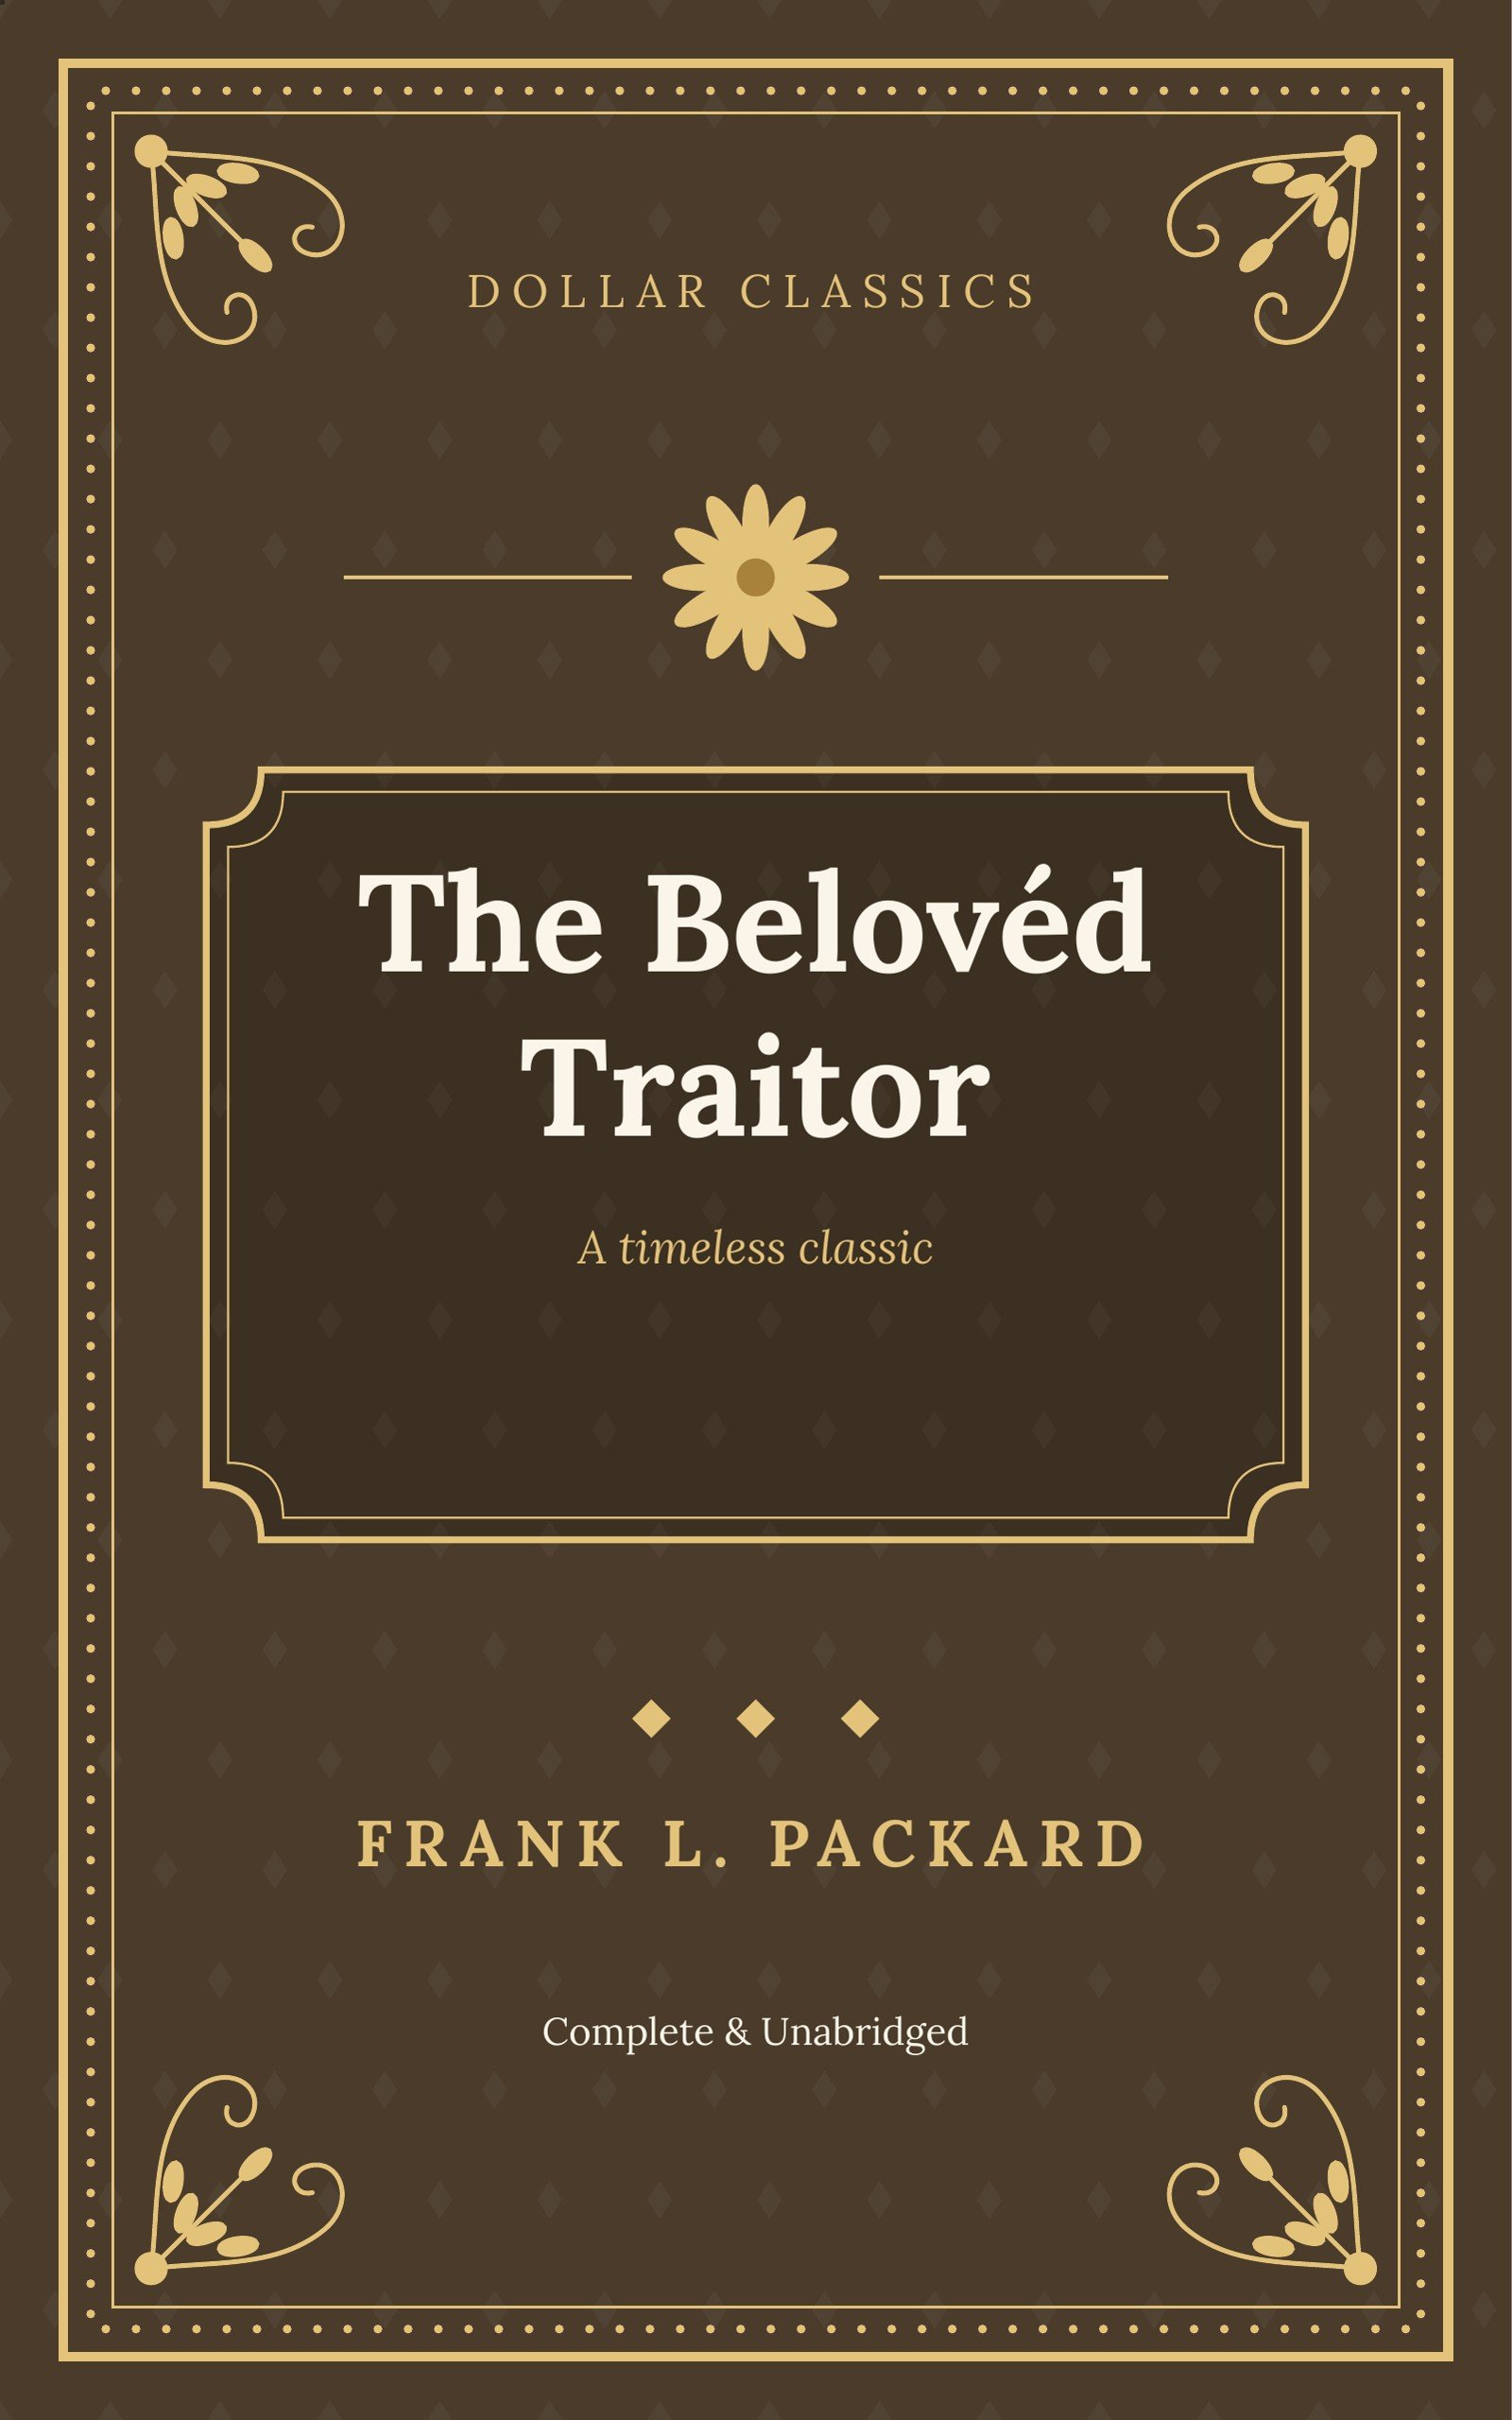 DOLLAR CLASSICS
The Belovéd
Traitor
A timeless classic
FRANK L. PACKARD
Complete & Unabridged